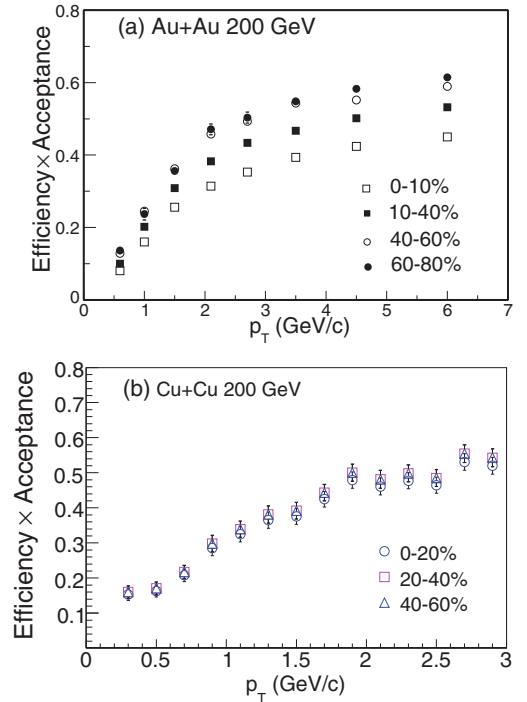 (a) Au+Au 200 GeV
Efficiency× Acceptance
0.8
0.6
0.4
0.2
0
0-10%
10-40%
40-60%
60-80%
0 1 2 3 4 5 6 7
p_T (GeV/c)
(b) Cu+Cu 200 GeV
Efficiency × Acceptance
0.8
0.7
0.6
0.5
0.4
0.3
0.2
0.1
0-20%
20-40%
40-60%
0 0.5 1 1.5 2 2.5 3
p_T (GeV/c)